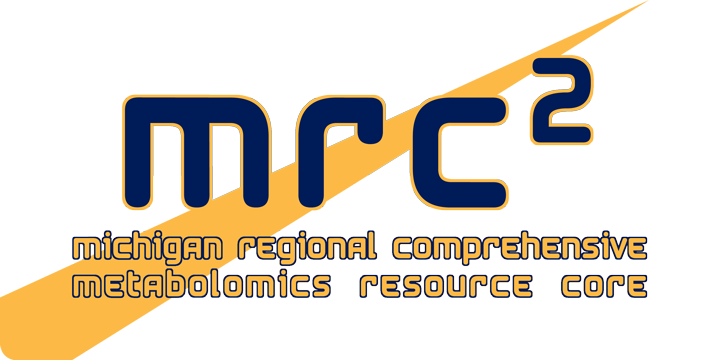 mrc²
michigan regional comprehensive
metabolomics resource core